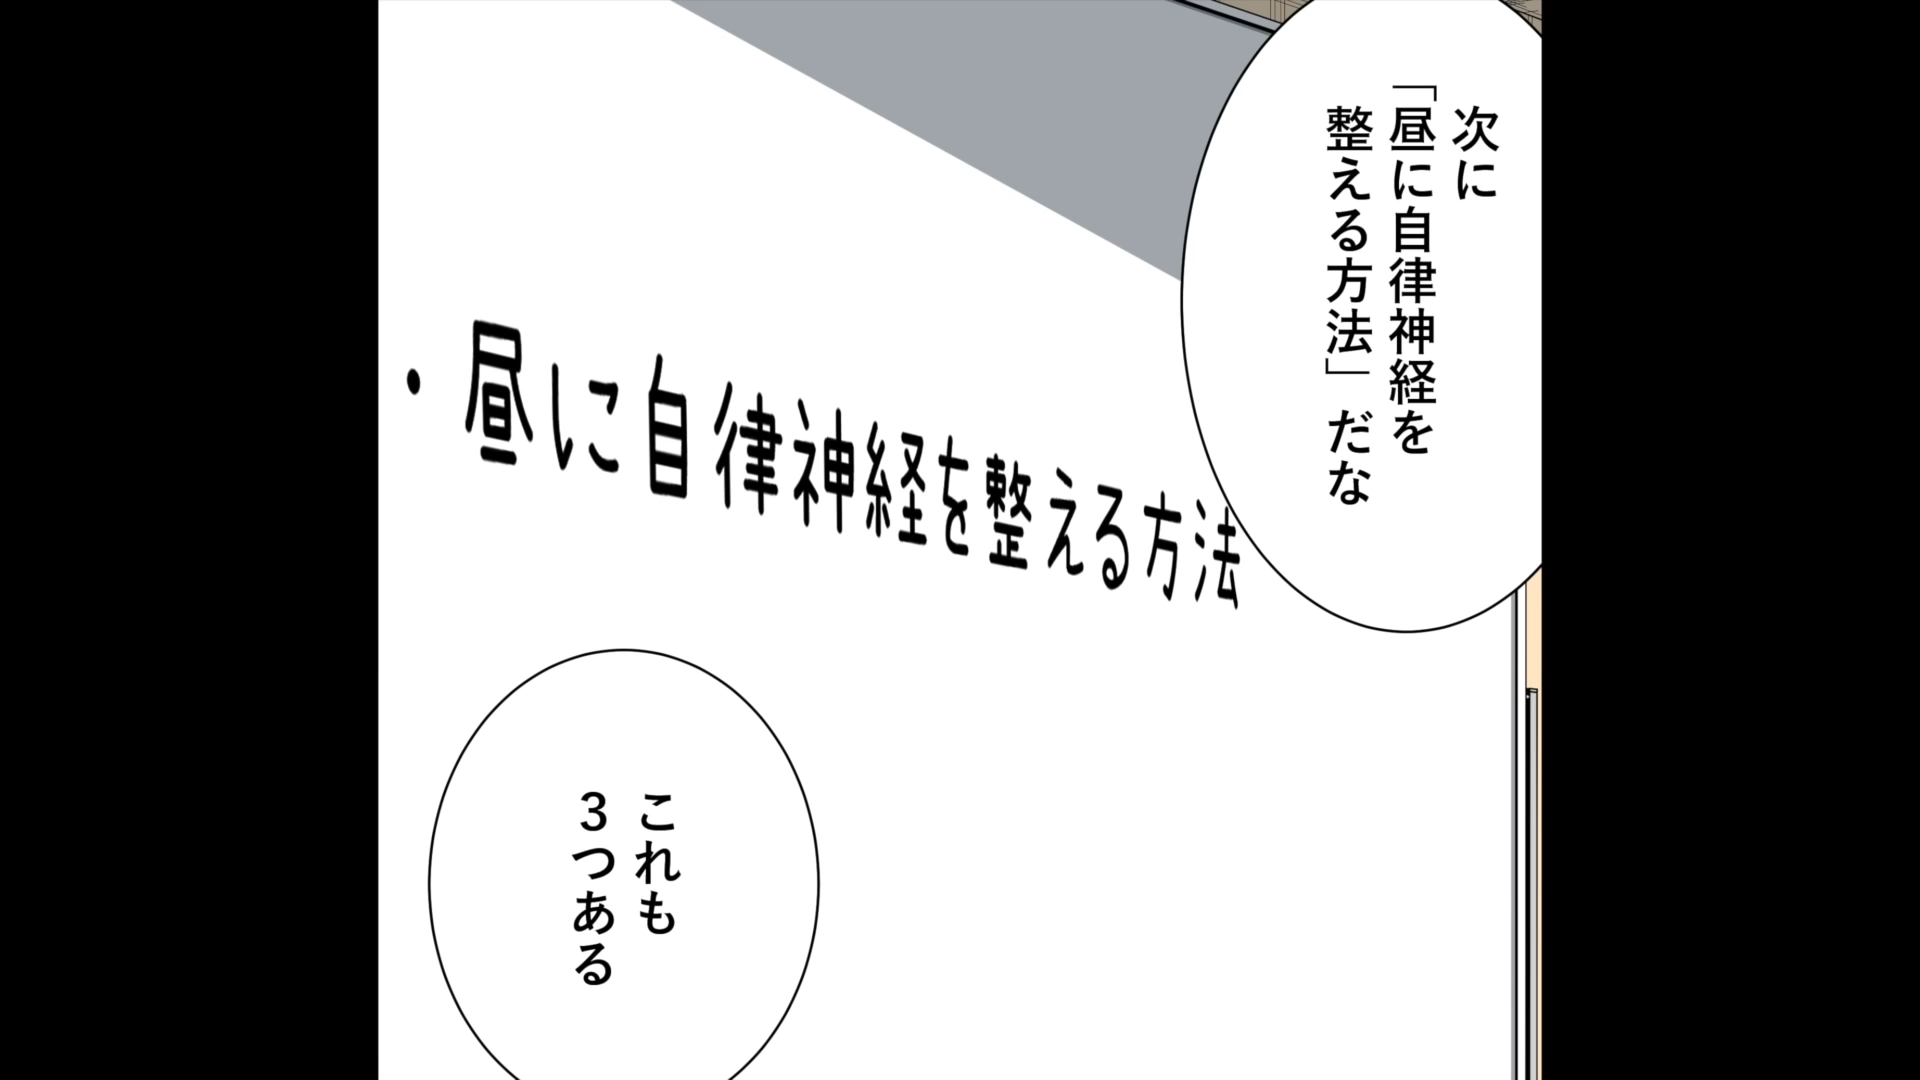 次に
「昼に自律神経を
整える方法」だな
・昼に自律神経を整える方法
これも
３つある